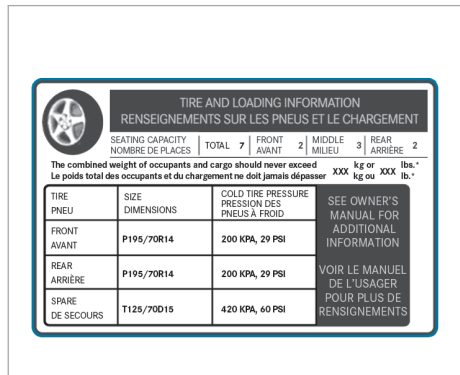 TIRE AND LOADING INFORMATION
RENSEIGNEMENTS SUR LES PNEUS ET LE CHARGEMENT
SEATING CAPACITY
NOMBRE DE PLACES
TOTAL 7
FRONT
AVANT
2
MIDDLE
MILIEU
3
REAR
ARRIÈRE
2
The combined weight of occupants and cargo should never exceed XXX kg or XXX lbs.*
Le poids total des occupants et du chargement ne doit jamais dépasser XXX kg ou XXX lb.*
TIRE
PNEU
SIZE
DIMENSIONS
COLD TIRE PRESSURE
PRESSION DES
PNEUS À FROID
FRONT
AVANT
P195/70R14
200 KPA, 29 PSI
REAR
ARRIÈRE
P195/70R14
200 KPA, 29 PSI
SPARE
DE SECOURS
T125/70D15
420 KPA, 60 PSI
SEE OWNER'S
MANUAL FOR
ADDITIONAL
INFORMATION
VOIR LE MANUEL
DE L'USAGER
POUR PLUS DE
RENSIGNEMENTS